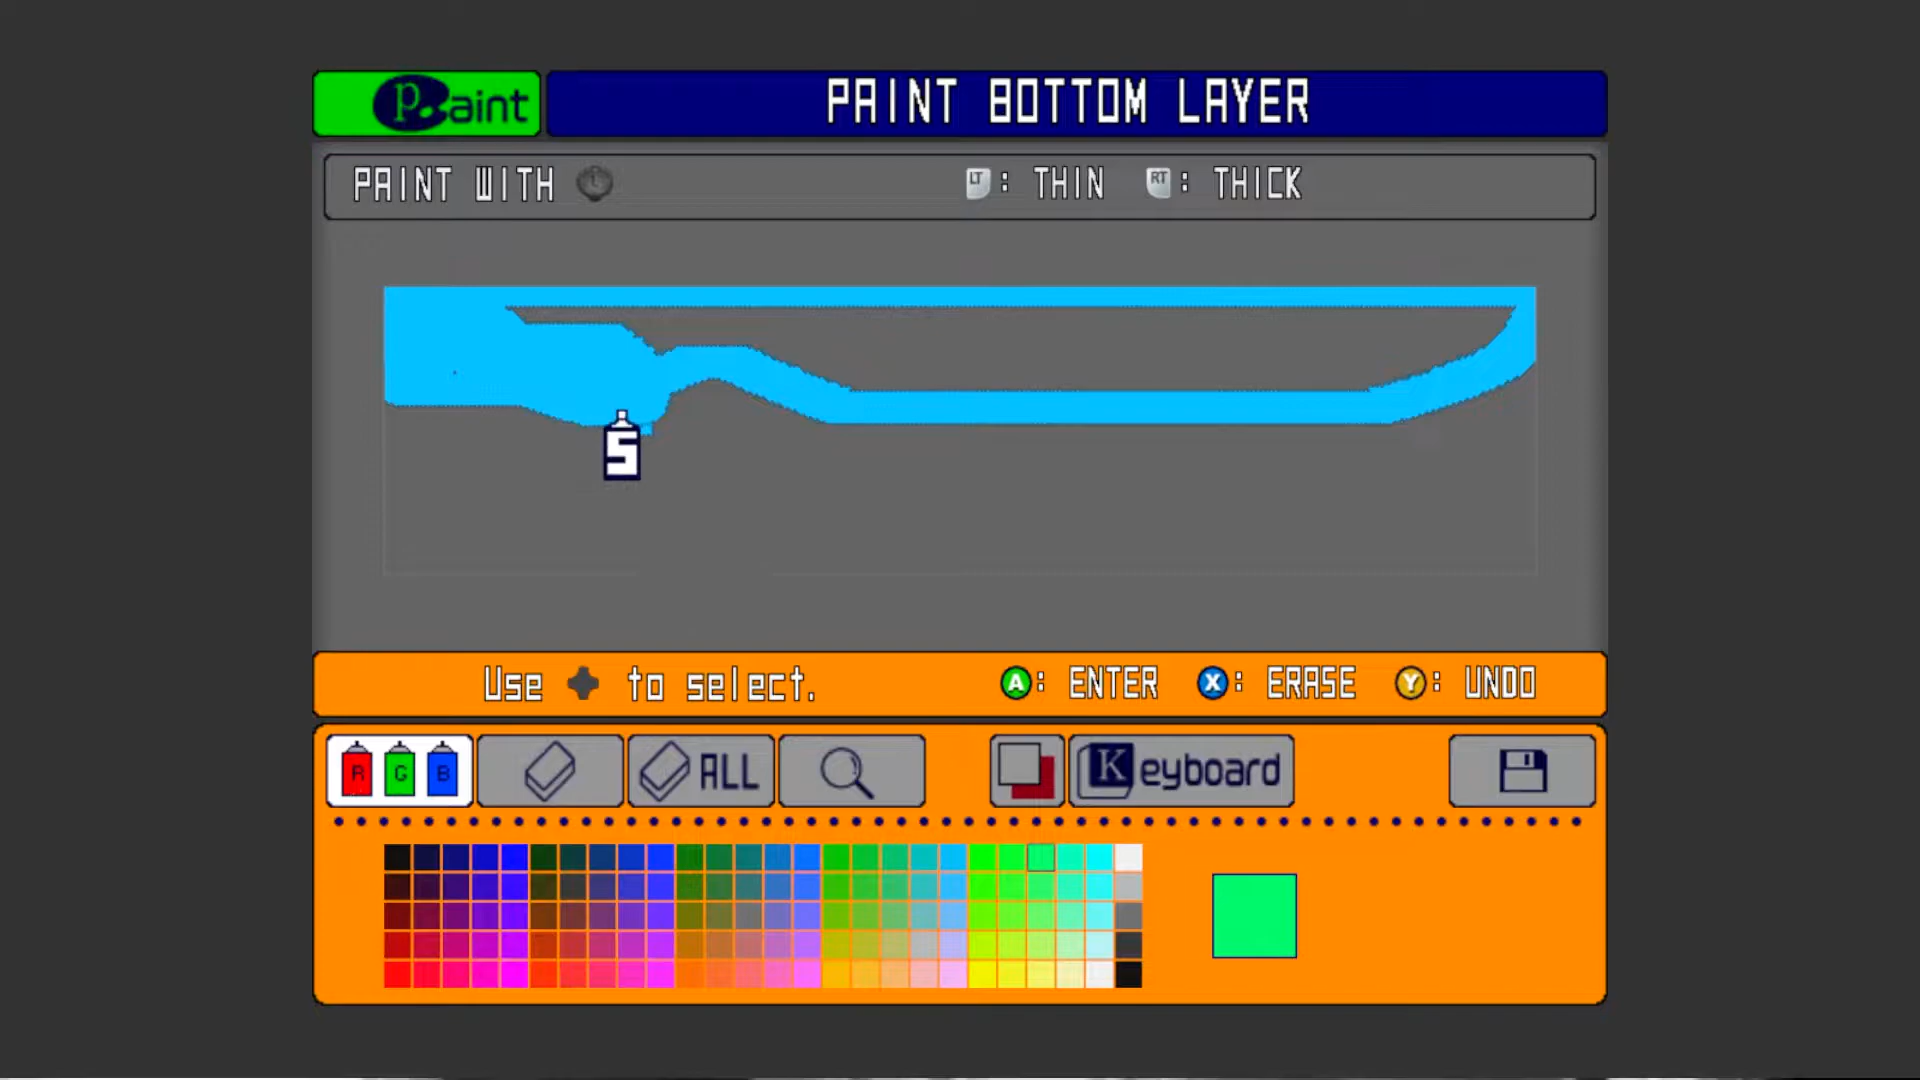 paint PAINT BOTTOM LAYER
PAINT WITH L LT : THIN RT : THICK
S
Use to select. A : ENTER X : ERASE Y : UNDO
R G B ALL Keyboard